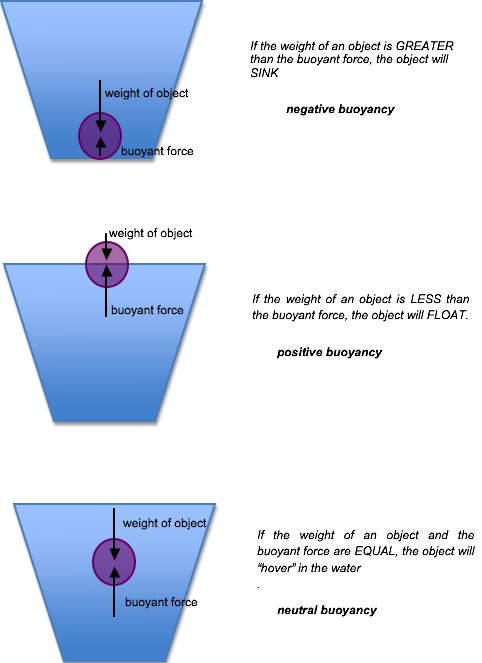 If the weight of an object is GREATER
than the buoyant force, the object will
SINK
weight of object
negative buoyancy
buoyant force
weight of object
If the weight of an object is LESS than
the buoyant force, the object will FLOAT.
buoyant force
positive buoyancy
weight of object
If the weight of an object and the
buoyant force are EQUAL, the object will
“hover” in the water
.
buoyant force
neutral buoyancy